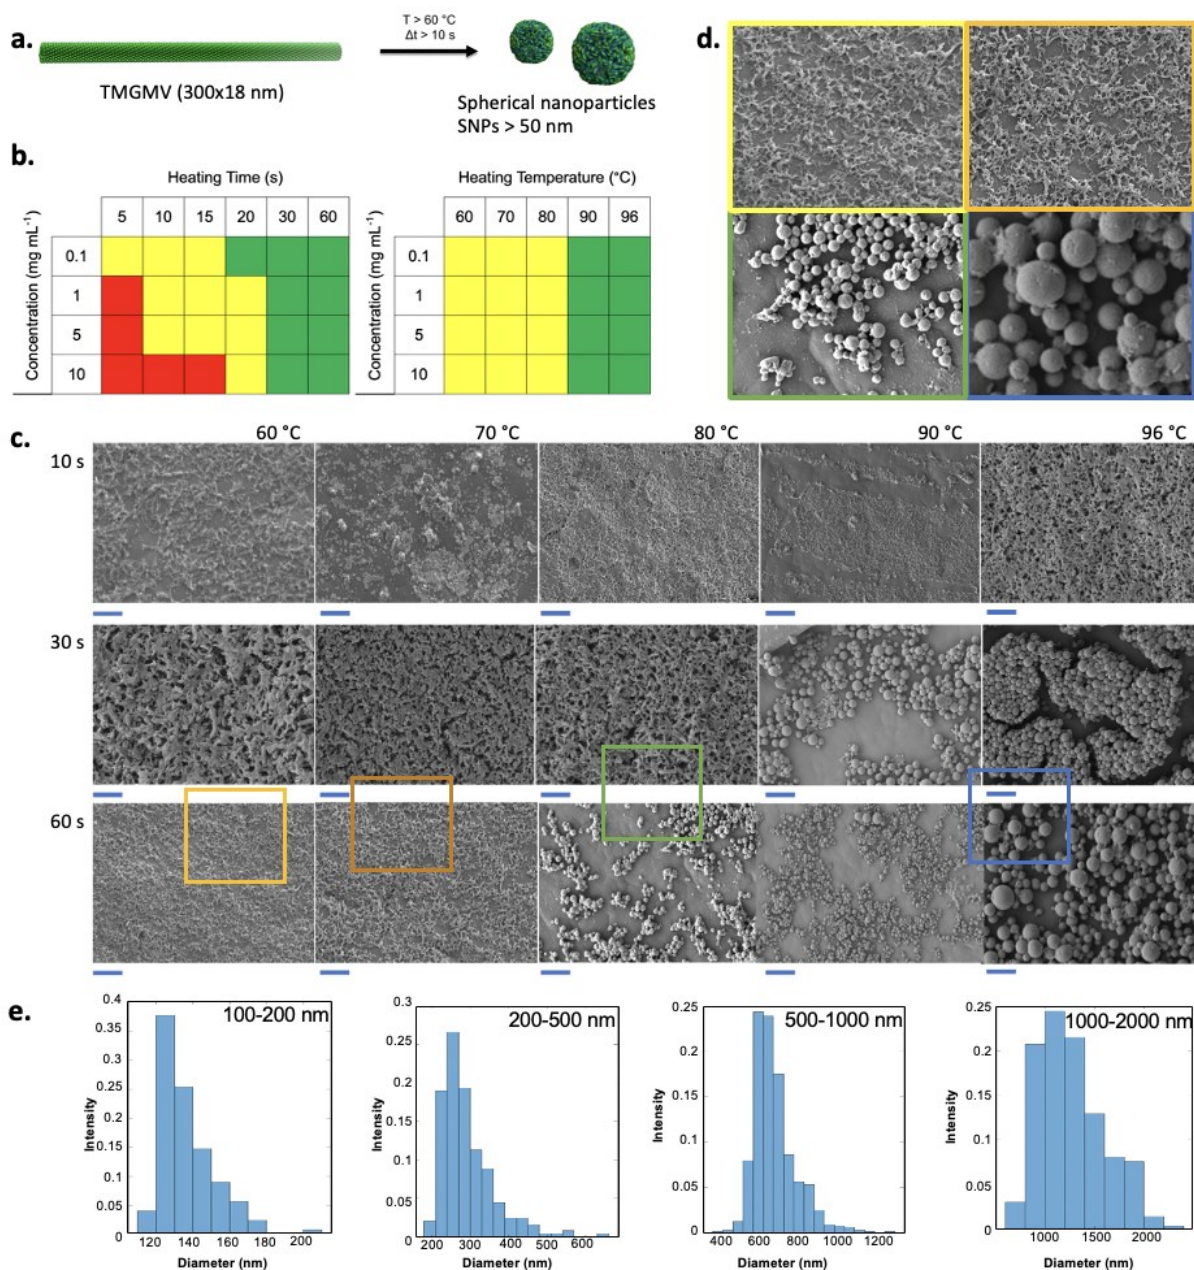 a.
T > 60 °C
Δt > 10 s
TMGMV (300x18 nm)
Spherical nanoparticles
SNPs > 50 nm
b.
Heating Time (s)
5 10 15 20 30 60
Concentration (mg mL⁻¹)
0.1
1
5
10
Heating Temperature (°C)
60 70 80 90 96
Concentration (mg mL⁻¹)
0.1
1
5
10
d.
c.
60 °C 70 °C 80 °C 90 °C 96 °C
10 s
30 s
60 s
e.
100-200 nm
Intensity
0.4
0.35
0.3
0.25
0.2
0.15
0.1
0.05
0
120 140 160 180 200
Diameter (nm)
200-500 nm
Intensity
0.3
0.25
0.2
0.15
0.1
0.05
0
200 300 400 500 600
Diameter (nm)
500-1000 nm
Intensity
0.25
0.2
0.15
0.1
0.05
0
400 600 800 1000 1200
Diameter (nm)
1000-2000 nm
Intensity
0.25
0.2
0.15
0.1
0.05
0
1000 1500 2000
Diameter (nm)